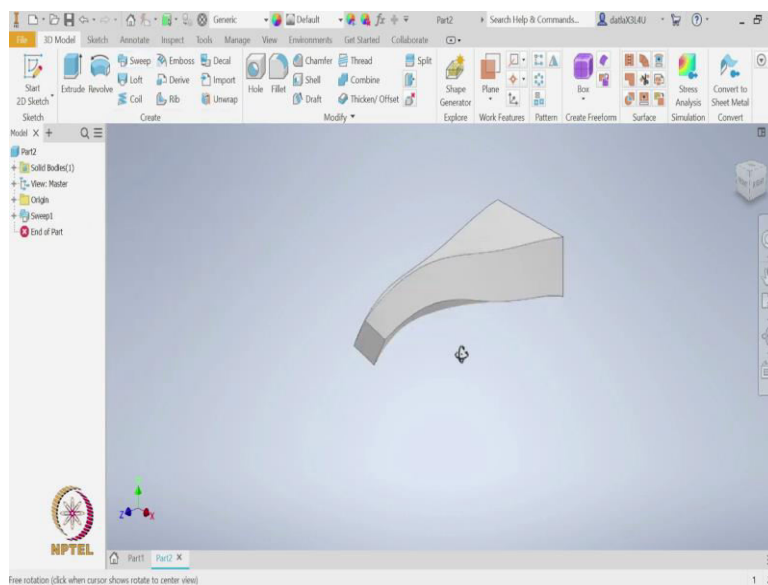 Generic Default Part2 Search Help & Commands... datlaX3L4U
File 3D Model Sketch Annotate Inspect Tools Manage View Environments Get Started Collaborate
Start 2D Sketch Extrude Revolve Sweep Emboss Decal Hole Fillet Chamfer Thread Split Shape Generator Plane Box Stress Analysis Convert to Sheet Metal
Loft Derive Import Shell Combine
Coil Rib Unwrap Draft Thicken/ Offset
Sketch Create Modify Explore Work Features Pattern Create Freeform Surface Simulation Convert
Model X +
Part2
Solid Bodies(1)
View: Master
Origin
Sweep1
End of Part
Z X
NPTEL
Part1 Part2 X
Free rotation (click when cursor shows rotate to center view) 1